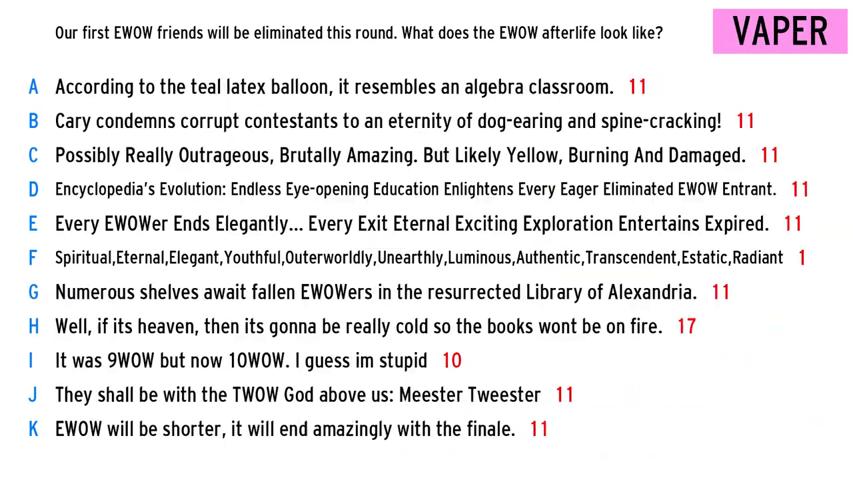 Our first EWOW friends will be eliminated this round. What does the EWOW afterlife look like?
VAPER
A According to the teal latex balloon, it resembles an algebra classroom. 11
B Cary condemns corrupt contestants to an eternity of dog-earing and spine-cracking! 11
C Possibly Really Outrageous, Brutally Amazing. But Likely Yellow, Burning And Damaged. 11
D Encyclopedia's Evolution: Endless Eye-opening Education Enlightens Every Eager Eliminated EWOW Entrant. 11
E Every EWOWer Ends Elegantly... Every Exit Eternal Exciting Exploration Entertains Expired. 11
F Spiritual,Eternal,Elegant,Youthful,Outerworldly,Unearthly,Luminous,Authentic,Transcendent,Estatic,Radiant 1
G Numerous shelves await fallen EWOWers in the resurrected Library of Alexandria. 11
H Well, if its heaven, then its gonna be really cold so the books wont be on fire. 17
I It was 9WOW but now 10WOW. I guess im stupid 10
J They shall be with the TWOW God above us: Meester Tweester 11
K EWOW will be shorter, it will end amazingly with the finale. 11